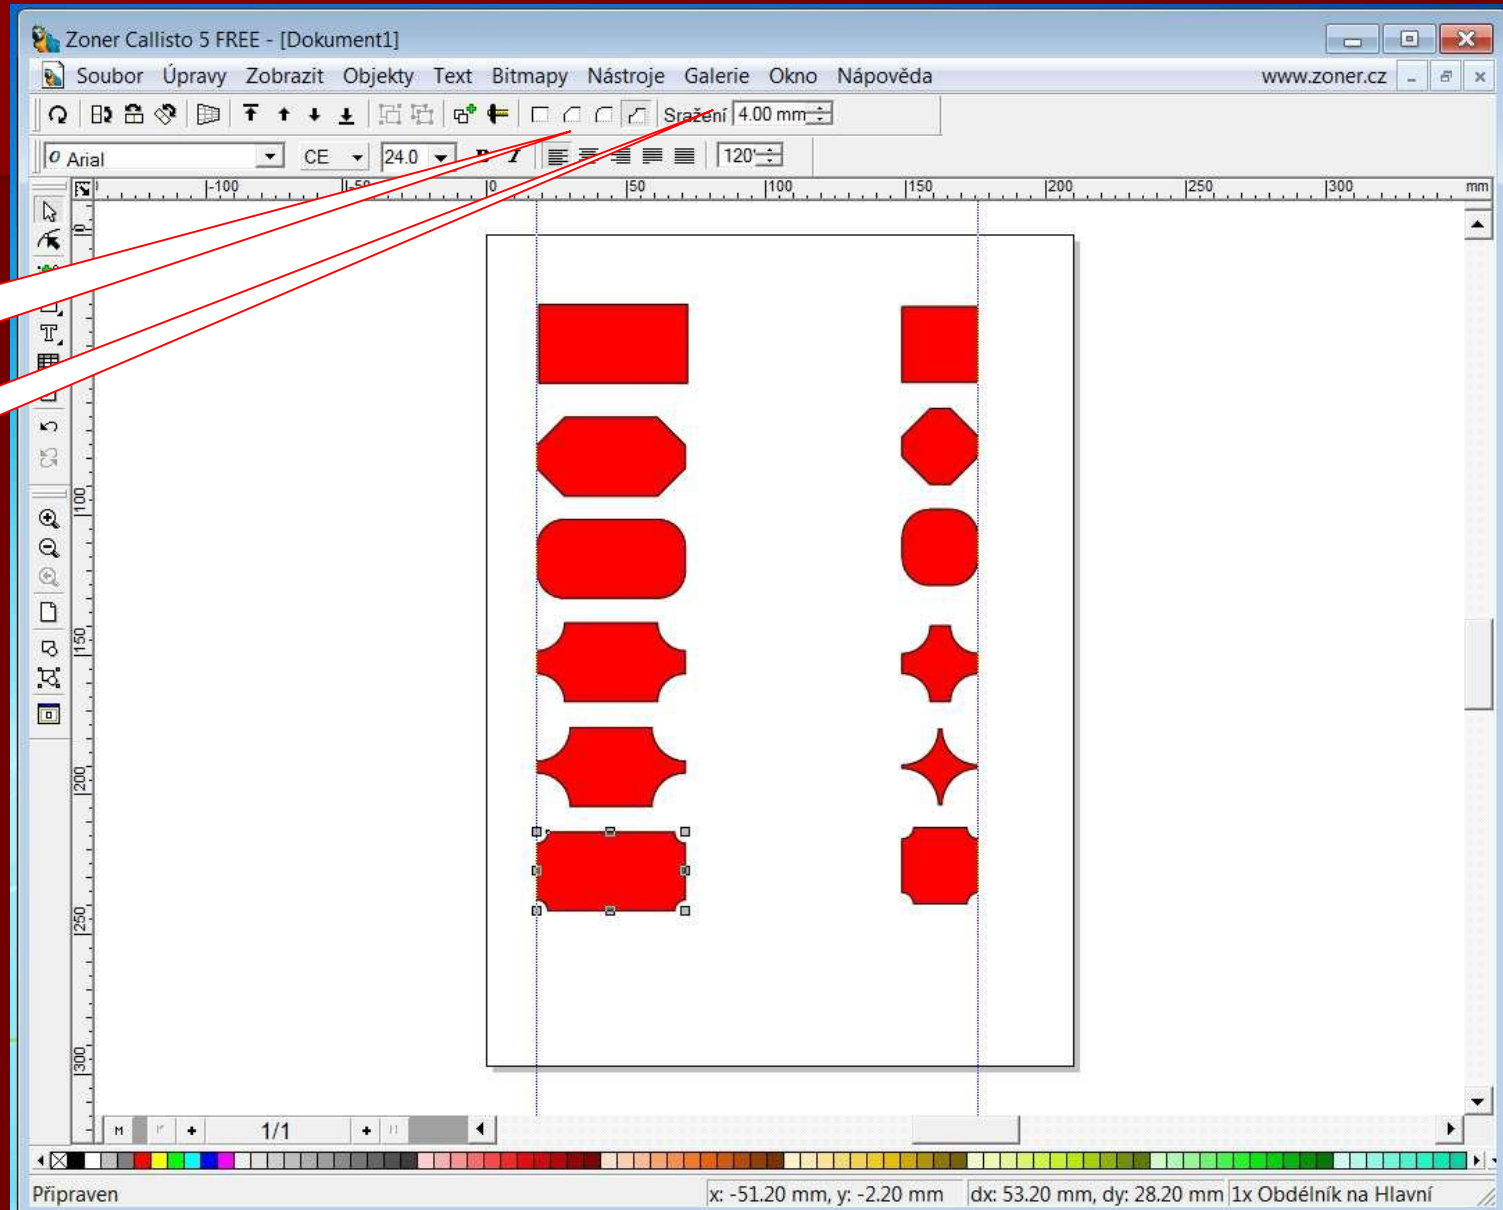 Zoner Callisto 5 FREE - [Dokument1]
Soubor Úpravy Zobrazit Objekty Text Bitmapy Nástroje Galerie Okno Nápověda www.zoner.cz
Sražení 4.00 mm
Arial CE 24.0 B I 120%
-100 -50 0 50 100 150 200 250 300 mm
0
100
150
200
250
300
1/1
Připraven x: -51.20 mm, y: -2.20 mm dx: 53.20 mm, dy: 28.20 mm 1x Obdélník na Hlavní